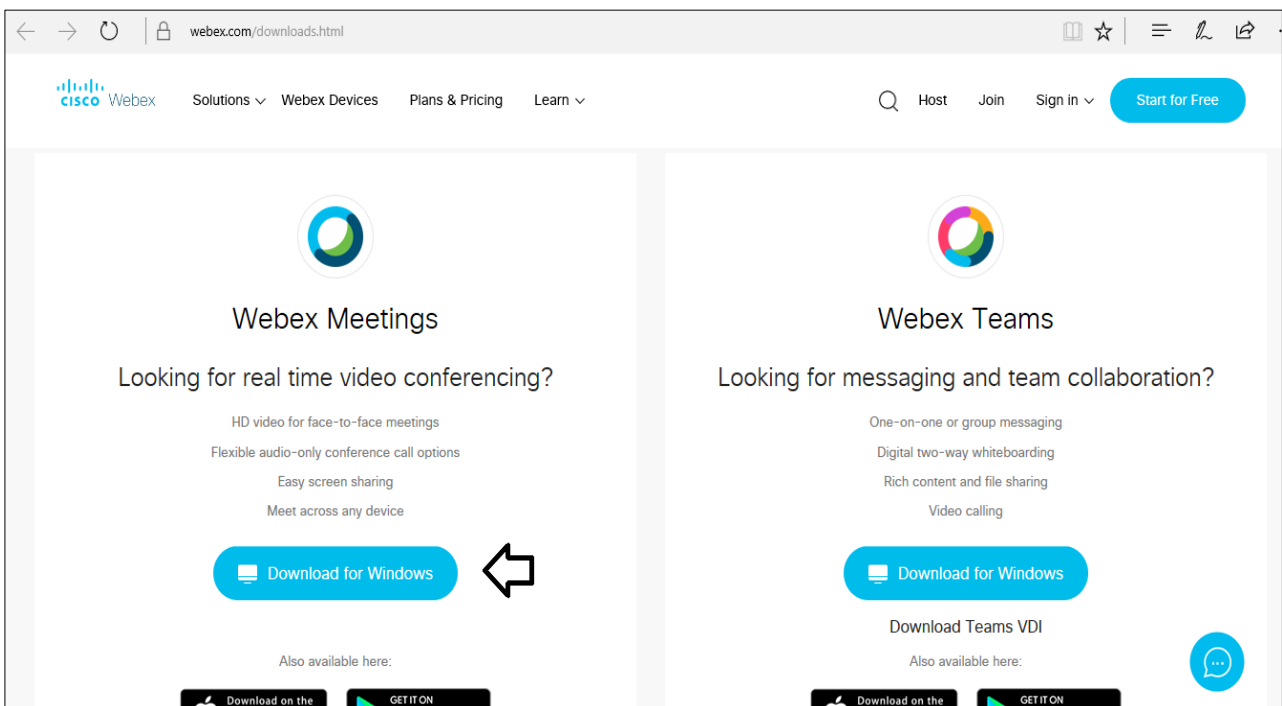 webex.com/downloads.html
CISCO Webex Solutions Webex Devices Plans & Pricing Learn Host Join Sign in Start for Free
Webex Meetings
Looking for real time video conferencing?
HD video for face-to-face meetings
Flexible audio-only conference call options
Easy screen sharing
Meet across any device
Download for Windows
Also available here:
Download on the
GET IT ON
Webex Teams
Looking for messaging and team collaboration?
One-on-one or group messaging
Digital two-way whiteboarding
Rich content and file sharing
Video calling
Download for Windows
Download Teams VDI
Also available here:
Download on the
GET IT ON